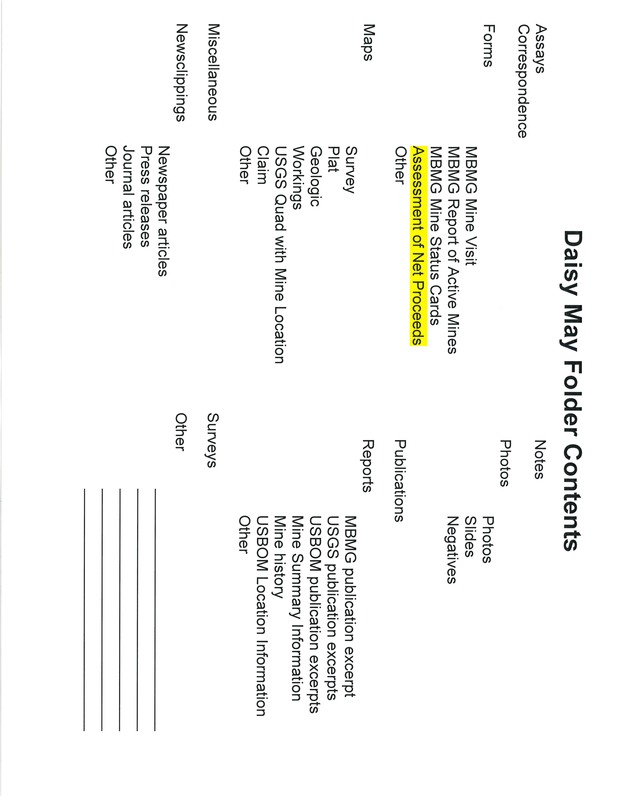 Daisy May Folder Contents
Assays
Correspondence
Forms
MBMG Mine Visit
MBMG Report of Active Mines
MBMG Mine Status Cards
Assessment of Net Proceeds
Other
Maps
Survey
Plat
Geologic
Workings
USGS Quad with Mine Location
Claim
Other
Miscellaneous
Newsclippings
Newspaper articles
Press releases
Journal articles
Other
Notes
Photos
Photos
Slides
Negatives
Publications
Reports
MBMG publication excerpt
USGS publication excerpts
USBOM publication excerpts
Mine Summary Information
Mine history
USBOM Location Information
Other
Surveys
Other